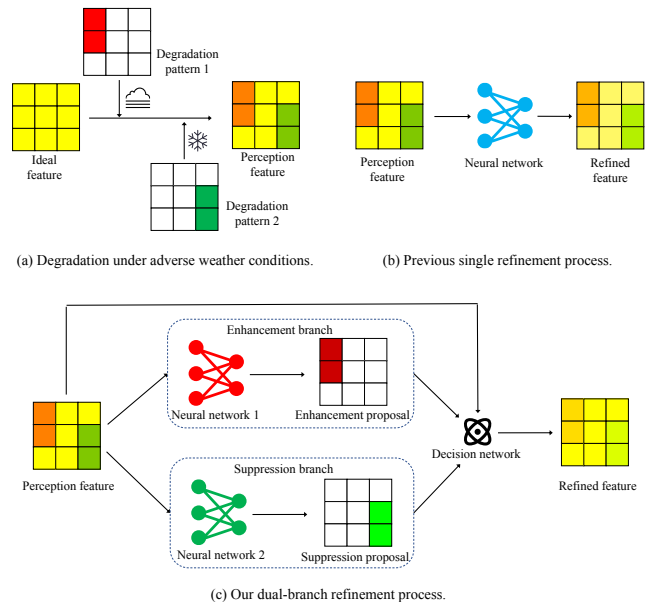 Degradation
pattern 1
Ideal
feature
Perception
feature
Degradation
pattern 2
(a) Degradation under adverse weather conditions.
Perception
feature
Neural network
Refined
feature
(b) Previous single refinement process.
Enhancement branch
Neural network 1
Enhancement proposal
Perception feature
Suppression branch
Neural network 2
Suppression proposal
Decision network
Refined feature
(c) Our dual-branch refinement process.